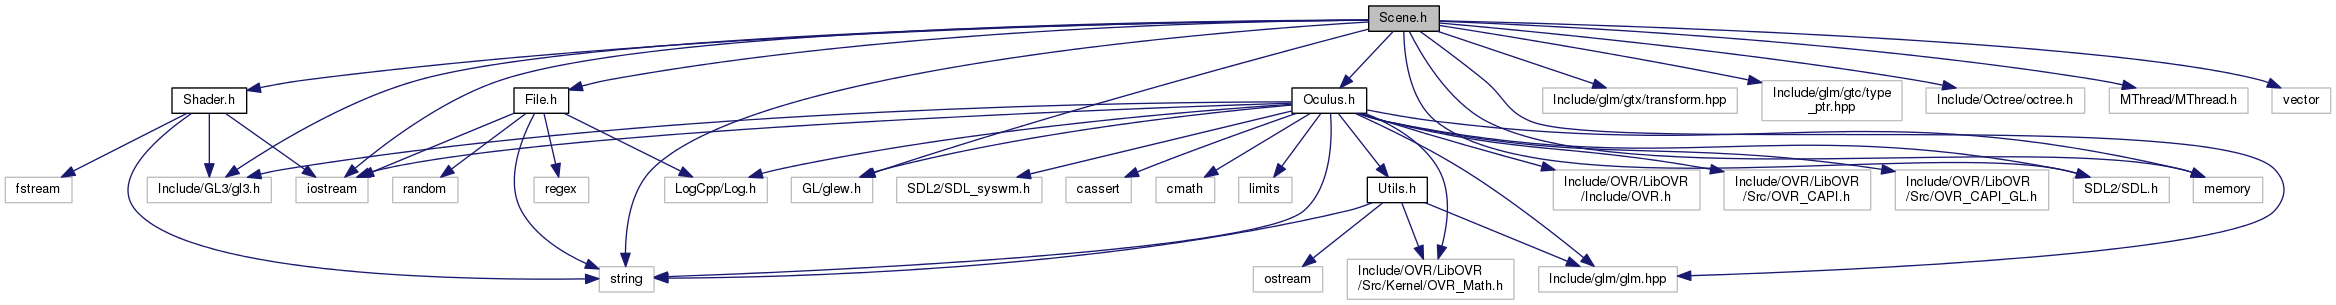 Scene.h
Shader.h
File.h
Oculus.h
Include/glm/gtx/transform.hpp
Include/glm/gtc/type
_ptr.hpp
Include/Octree/octree.h
MThread/MThread.h
vector
fstream
Include/GL3/gl3.h
iostream
random
regex
LogCpp/Log.h
GL/glew.h
SDL2/SDL_syswm.h
cassert
cmath
limits
Utils.h
Include/OVR/LibOVR
/Include/OVR.h
Include/OVR/LibOVR
/Src/OVR_CAPI.h
Include/OVR/LibOVR
/Src/OVR_CAPI_GL.h
SDL2/SDL.h
memory
string
ostream
Include/OVR/LibOVR
/Src/Kernel/OVR_Math.h
Include/glm/glm.hpp